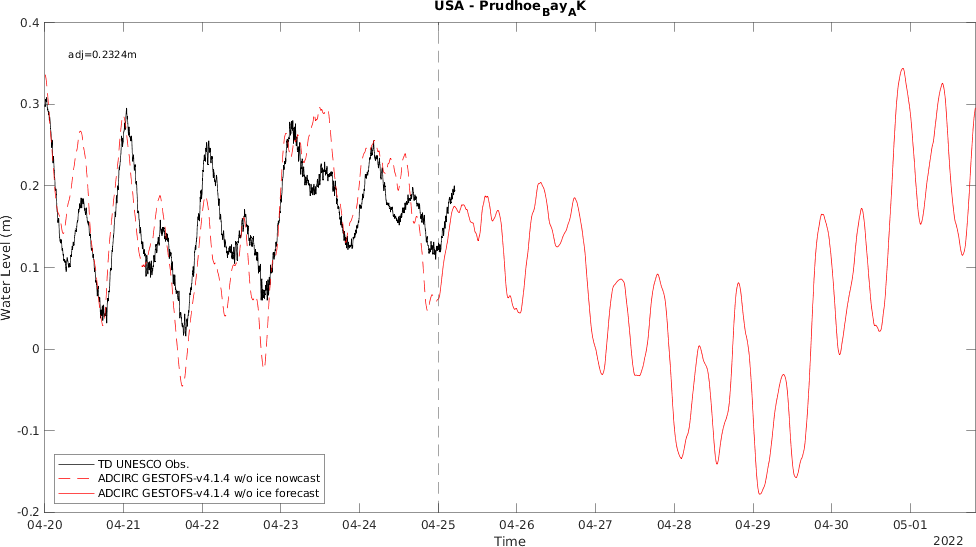 USA - PrudhoeBayAK
adj=0.2324m
0.4
0.3
0.2
0.1
0
-0.1
-0.2
Water Level (m)
TD UNESCO Obs.
ADCIRC GESTOFS-v4.1.4 w/o ice nowcast
ADCIRC GESTOFS-v4.1.4 w/o ice forecast
04-20 04-21 04-22 04-23 04-24 04-25 04-26 04-27 04-28 04-29 04-30 05-01
Time
2022